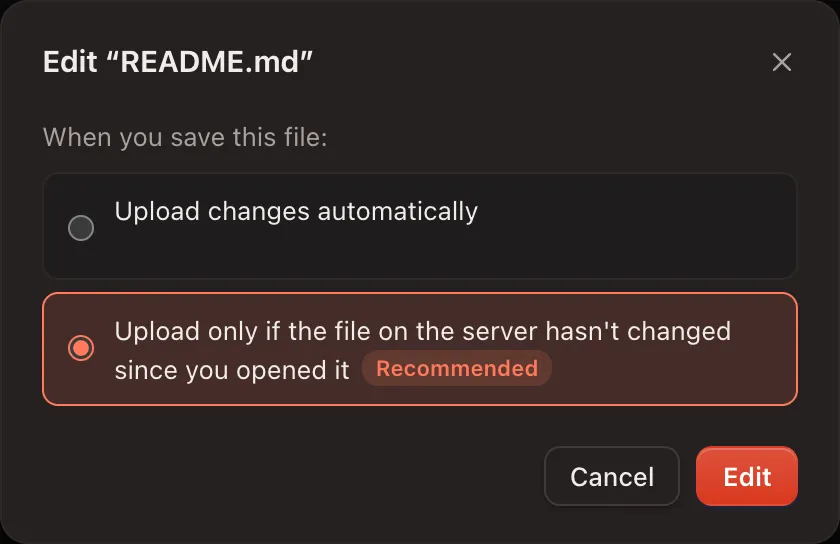 Edit “README.md”
When you save this file:
Upload changes automatically
Upload only if the file on the server hasn't changed
since you opened it Recommended
Cancel Edit